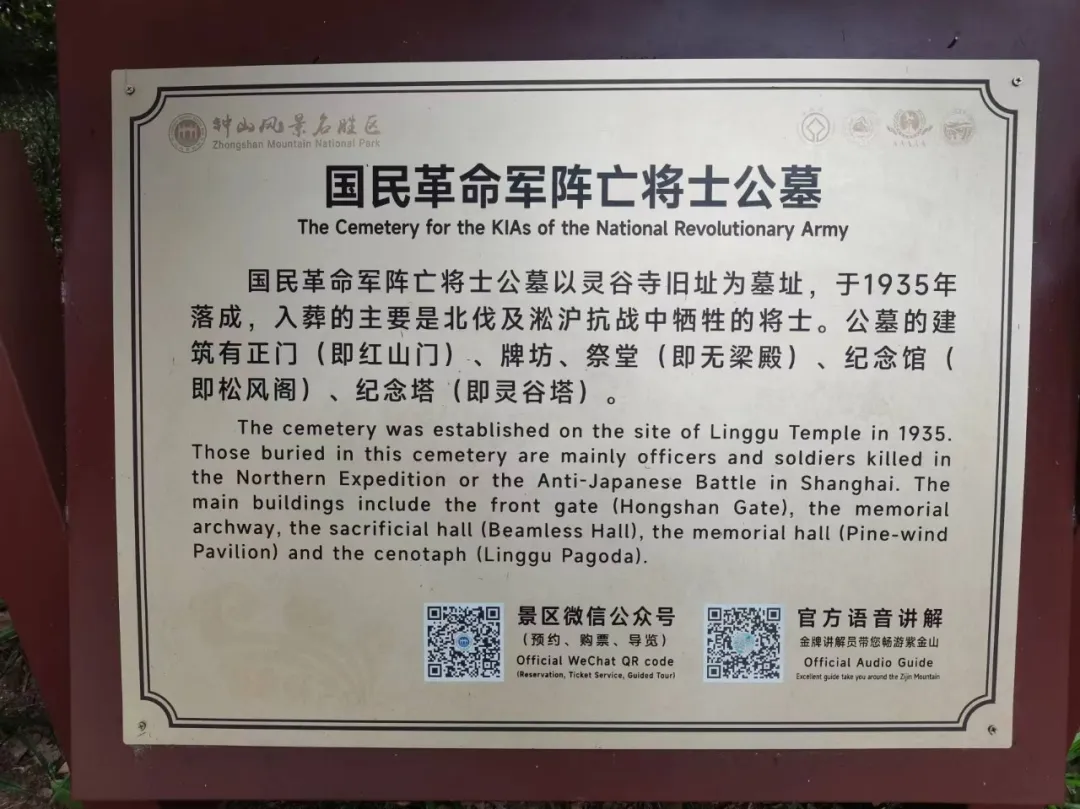 钟山风景名胜区
Zhongshan Mountain National Park
国民革命军阵亡将士公墓
The Cemetery for the KIAs of the National Revolutionary Army
国民革命军阵亡将士公墓以灵谷寺旧址为墓址，于1935年
落成，入葬的主要是北伐及淞沪抗战中牺牲的将士。公墓的建
筑有正门（即红山门）、牌坊、祭堂（即无梁殿）、纪念馆（
即松风阁）、纪念塔（即灵谷塔）。
The cemetery was established on the site of Linggu Temple in 1935.
Those buried in this cemetery are mainly officers and soldiers killed in
the Northern Expedition or the Anti-Japanese Battle in Shanghai. The
main buildings include the front gate (Hongshan Gate), the memorial
archway, the sacrificial hall (Beamless Hall), the memorial hall (Pine-wind
Pavilion) and the cenotaph (Linggu Pagoda).
景区微信公众号
（预约、购票、导览）
Official WeChat QR code
(Reservation, Ticket Service, Guided Tour)
官方语音讲解
金牌讲解员带您畅游紫金山
Official Audio Guide
Excellent guide take you around the Zijin Mountain